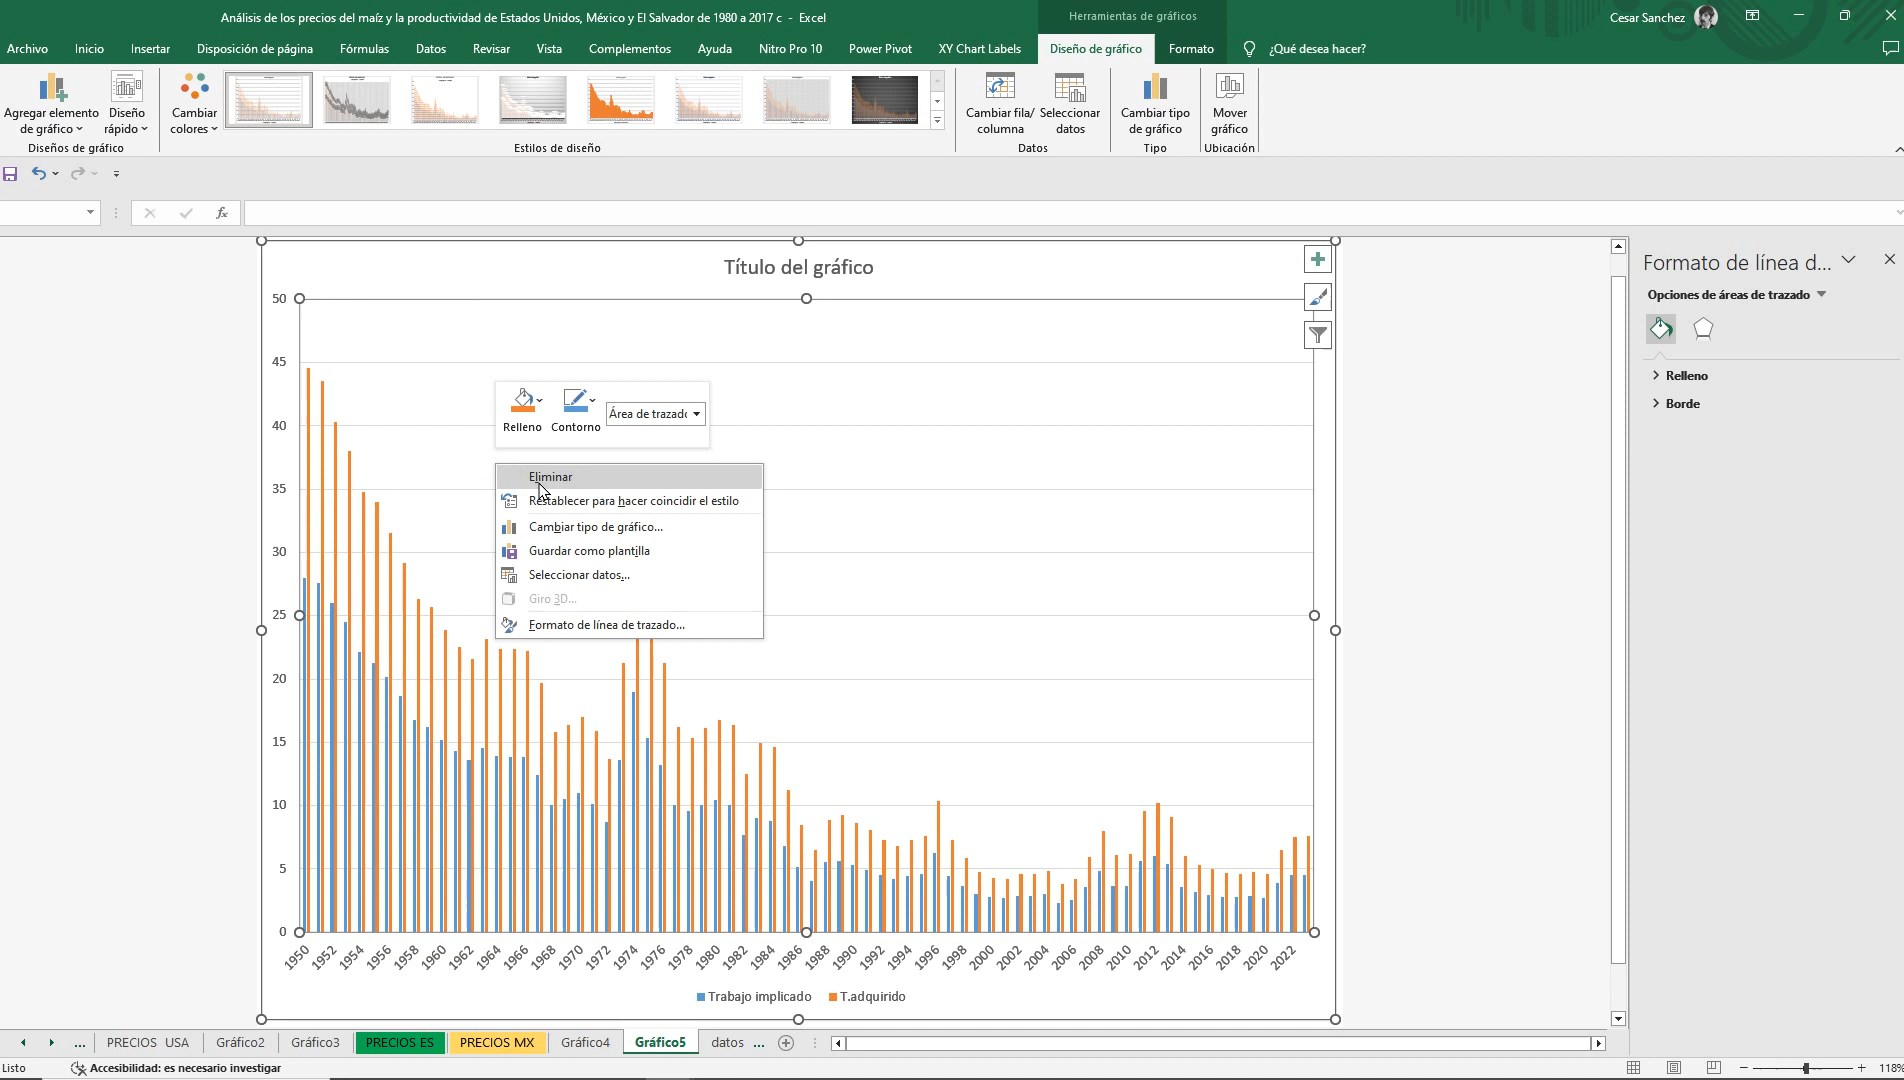 Análisis de los precios del maíz y la productividad de Estados Unidos, México y El Salvador de 1980 a 2017 c - Excel
Herramientas de gráficos
Cesar Sanchez
Archivo Inicio Insertar Disposición de página Fórmulas Datos Revisar Vista Complementos Ayuda Nitro Pro 10 Power Pivot XY Chart Labels Diseño de gráfico Formato ¿Qué desea hacer?
Agregar elemento de gráfico
Diseño rápido
Cambiar colores
Cambiar fila/ columna
Seleccionar datos
Cambiar tipo de gráfico
Mover gráfico
Diseños de gráfico
Estilos de diseño
Datos
Tipo
Ubicación
fx
Título del gráfico
50
45
40
35
30
25
20
15
10
5
0
Relleno
Contorno
Área de trazado
Eliminar
Restablecer para hacer coincidir el estilo
Cambiar tipo de gráfico...
Guardar como plantilla
Seleccionar datos...
Giro 3D...
Formato de línea de trazado...
1950 1952 1954 1956 1958 1960 1962 1964 1966 1968 1970 1972 1974 1976 1978 1980 1982 1984 1986 1988 1990 1992 1994 1996 1998 2000 2002 2004 2006 2008 2010 2012 2014 2016 2018 2020 2022
Trabajo implicado T.adquirido
Formato de línea d...
Opciones de áreas de trazado
Relleno
Borde
... PRECIOS USA Gráfico2 Gráfico3 PRECIOS ES PRECIOS MX Gráfico4 Gráfico5 datos ...
Listo Accesibilidad: es necesario investigar
118%